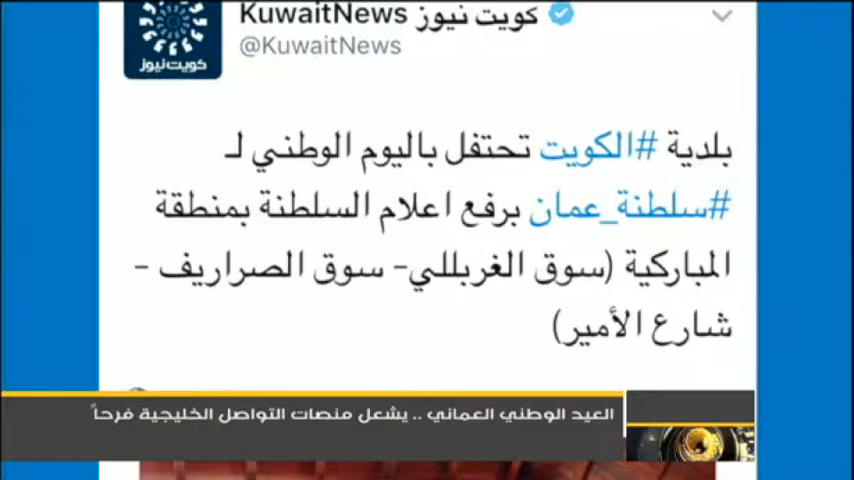 KuwaitNews كويت نيوز
@KuwaitNews
كويت نيوز
بلدية #الكويت تحتفل باليوم الوطني لـ
#سلطنة_عمان برفع اعلام السلطنة بمنطقة
المباركية (سوق الغربللي- سوق الصراريف -
شارع الأمير)
العيد الوطني العماني .. يشعل منصات التواصل الخليجية فرحاً